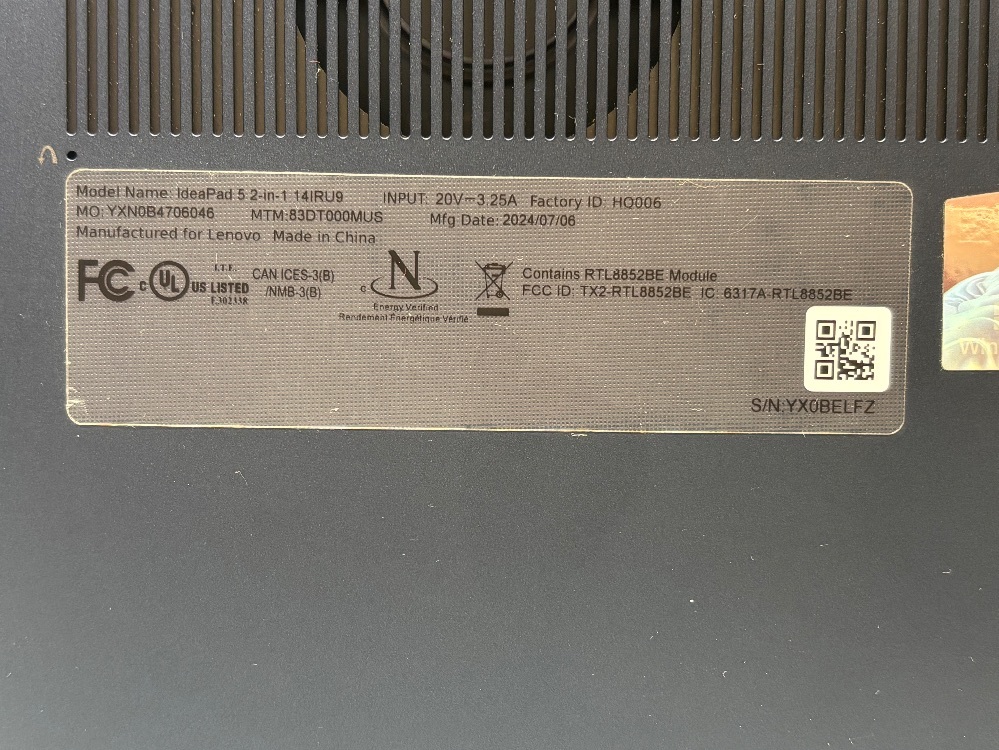 Model Name: IdeaPad 5 2-in-1 14IRU9 INPUT: 20V⎓3.25A Factory ID: HO006
MO: YXN0B4706046 MTM:83DT000MUS Mfg Date: 2024/07/06
Manufactured for Lenovo Made in China
FC c UL US LISTED
I.T.E.
E302338
CAN ICES-3(B)
/NMB-3(B)
c N
Energy Verified
Rendement Énergétique Vérifié
Contains RTL8852BE Module
FCC ID: TX2-RTL8852BE IC: 6317A-RTL8852BE
S/N:YX0BELFZ